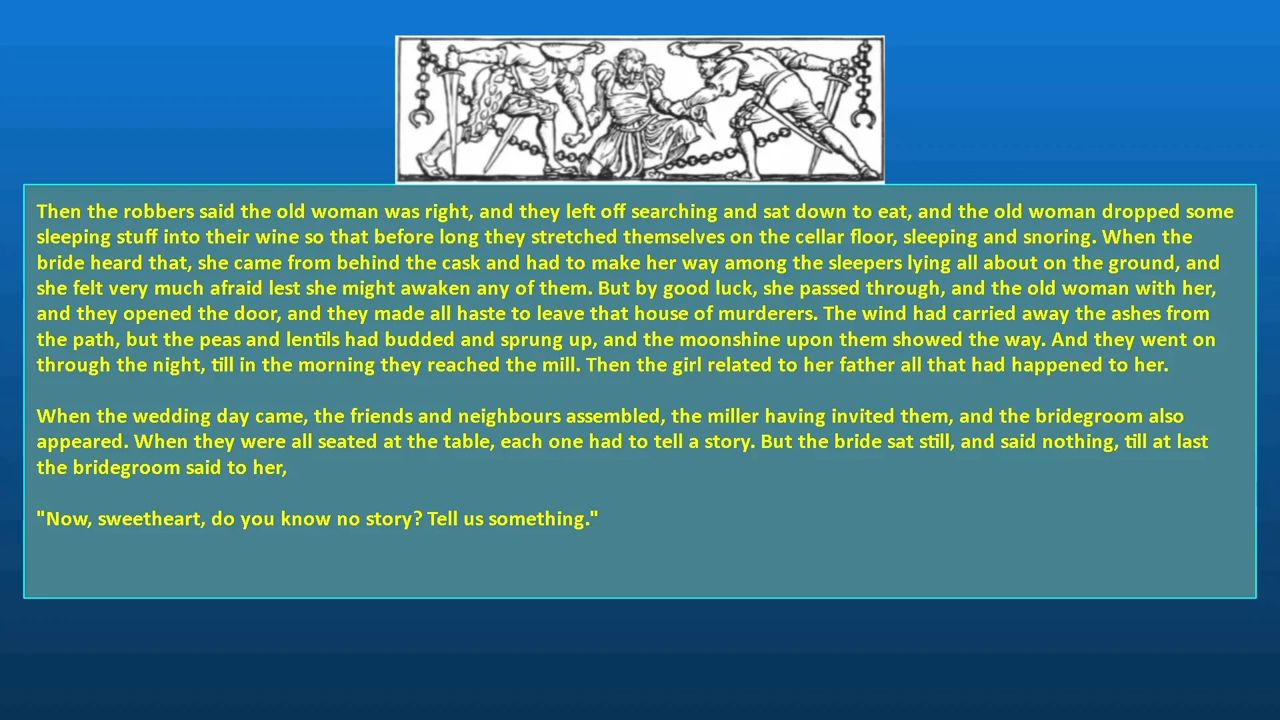 Then the robbers said the old woman was right, and they left off searching and sat down to eat, and the old woman dropped some
sleeping stuff into their wine so that before long they stretched themselves on the cellar floor, sleeping and snoring. When the
bride heard that, she came from behind the cask and had to make her way among the sleepers lying all about on the ground, and
she felt very much afraid lest she might awaken any of them. But by good luck, she passed through, and the old woman with her,
and they opened the door, and they made all haste to leave that house of murderers. The wind had carried away the ashes from
the path, but the peas and lentils had budded and sprung up, and the moonshine upon them showed the way. And they went on
through the night, till in the morning they reached the mill. Then the girl related to her father all that had happened to her.
When the wedding day came, the friends and neighbours assembled, the miller having invited them, and the bridegroom also
appeared. When they were all seated at the table, each one had to tell a story. But the bride sat still, and said nothing, till at last
the bridegroom said to her,
"Now, sweetheart, do you know no story? Tell us something."